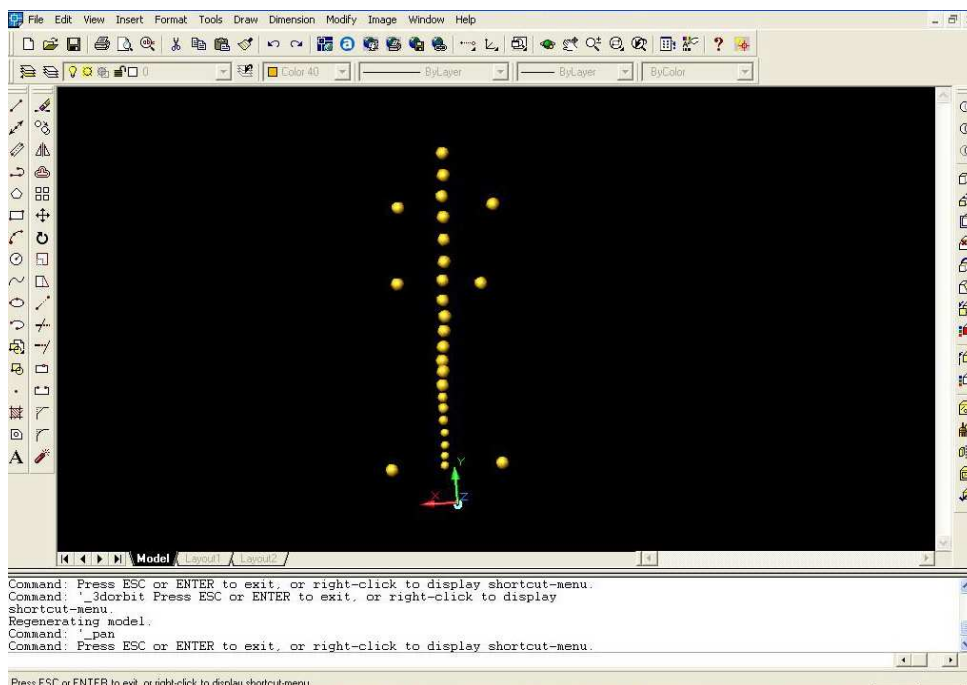 File Edit View Insert Format Tools Draw Dimension Modify Image Window Help
0 Color 40 ByLayer ByLayer ByColor
Y
X Z
Model Layout1 Layout2
Command: Press ESC or ENTER to exit, or right-click to display shortcut-menu.
Command: '_3dorbit Press ESC or ENTER to exit, or right-click to display
shortcut-menu.
Regenerating model.
Command: '_pan
Command: Press ESC or ENTER to exit, or right-click to display shortcut-menu.
Press ESC or ENTER to exit, or right-click to display shortcut-menu.